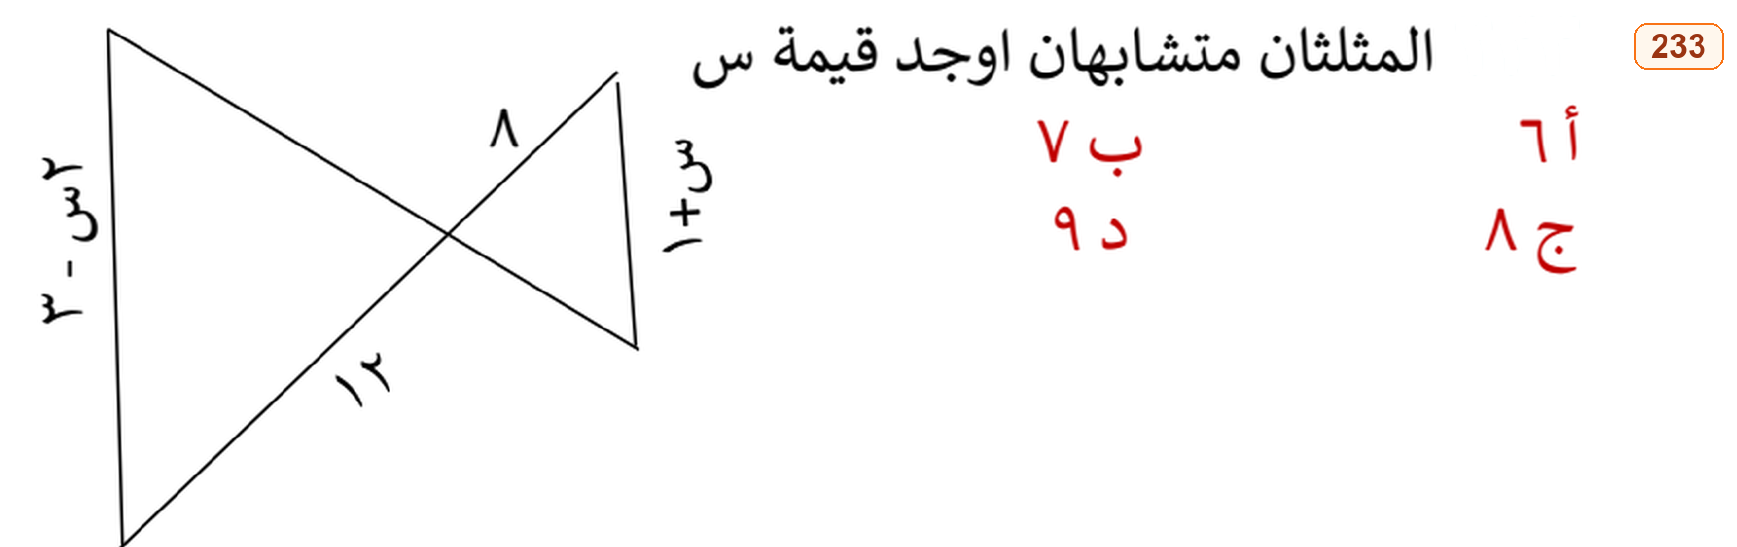 233
المثلثان متشابهان اوجد قيمة س
أ ٦
ب ٧
ج ٨
د ٩
٨
١٢
س+١
٢س - ٣